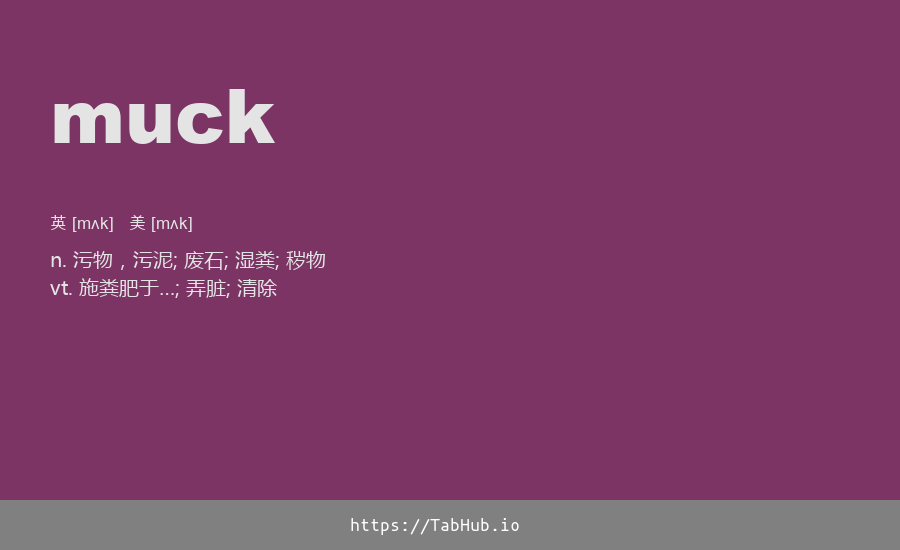 muck
英 [mʌk] 美 [mʌk]
n. 污物，污泥; 废石; 湿粪; 秽物
vt. 施粪肥于…; 弄脏; 清除
https://TabHub.io